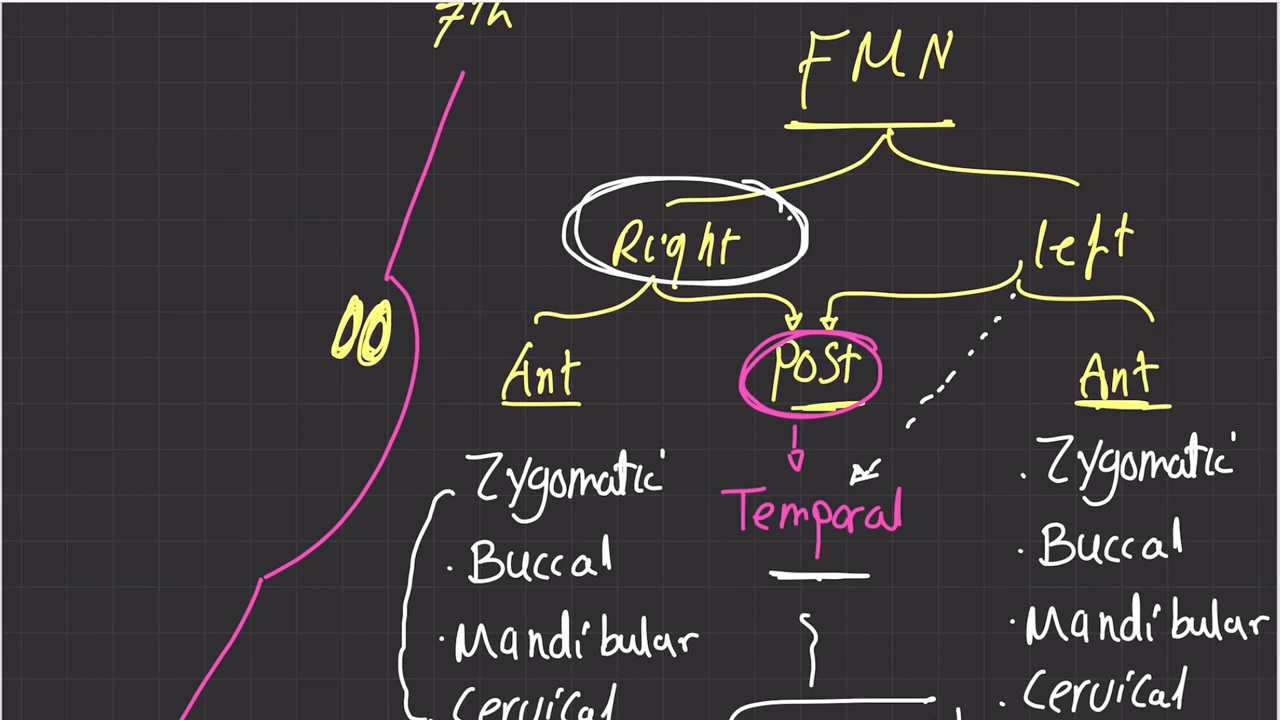 7th
FMN
Right
left
Ant
Post
Ant
Zygomatic
· Buccal
· Mandibular
Cervical
Temporal
· Zygomatic
· Buccal
· Mandibular
· Cervical